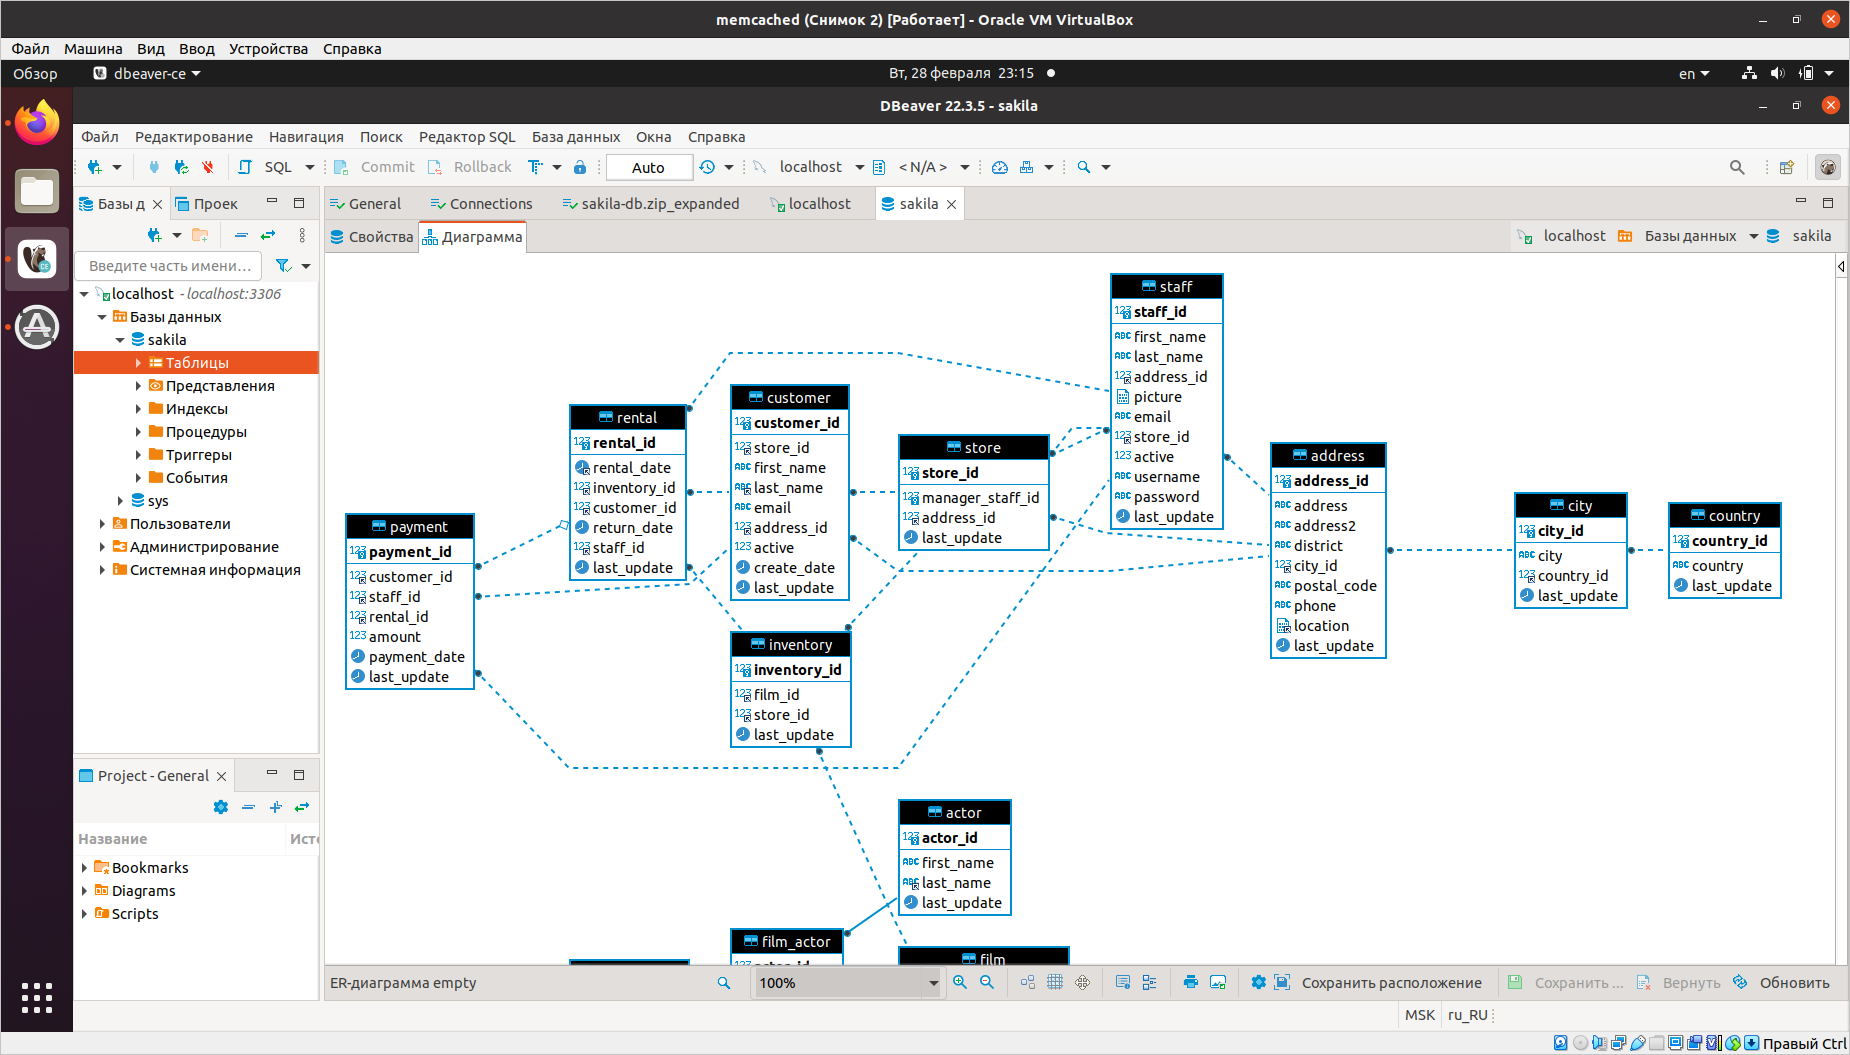 memcached (Снимок 2) [Работает] - Oracle VM VirtualBox
Файл Машина Вид Ввод Устройства Справка
Обзор dbeaver-ce Вт, 28 февраля 23:15 en
DBeaver 22.3.5 - sakila
Файл Редактирование Навигация Поиск Редактор SQL База данных Окна Справка
SQL Commit Rollback Auto localhost < N/A >
Базы д Проек
General Connections sakila-db.zip_expanded localhost sakila
Свойства Диаграмма localhost Базы данных sakila
Введите часть имени...
localhost - localhost:3306
Базы данных
sakila
Таблицы
Представления
Индексы
Процедуры
Триггеры
События
sys
Пользователи
Администрирование
Системная информация
Project - General
Название Исто
Bookmarks
Diagrams
Scripts
payment
payment_id
customer_id
staff_id
rental_id
amount
payment_date
last_update
rental
rental_id
rental_date
inventory_id
customer_id
return_date
staff_id
last_update
customer
customer_id
store_id
first_name
last_name
email
address_id
active
create_date
last_update
inventory
inventory_id
film_id
store_id
last_update
store
store_id
manager_staff_id
address_id
last_update
staff
staff_id
first_name
last_name
address_id
picture
email
store_id
active
username
password
last_update
address
address_id
address
address2
district
city_id
postal_code
phone
location
last_update
city
city_id
city
country_id
last_update
country
country_id
country
last_update
actor
actor_id
first_name
last_name
last_update
film_actor
actor_id
film
ER-диаграмма empty 100% Сохранить расположение Сохранить ... Вернуть Обновить
MSK ru_RU
Правый Ctrl